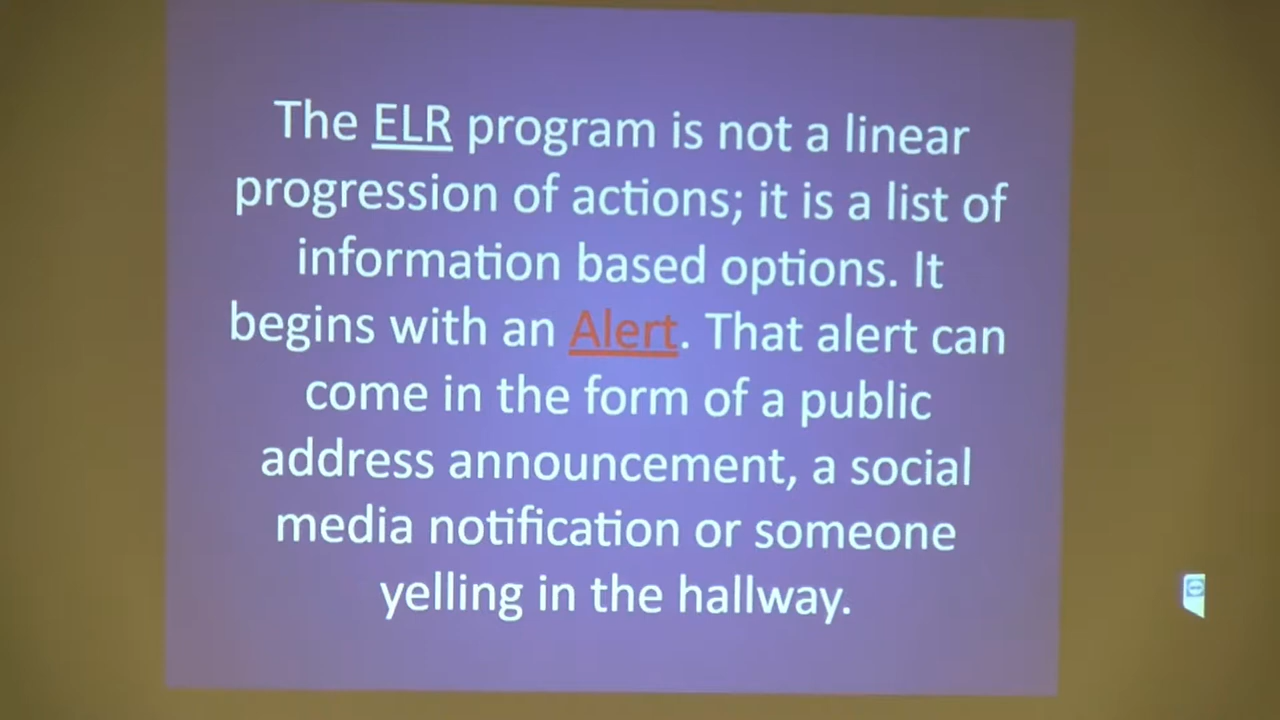 The ELR program is not a linear
progression of actions; it is a list of
information based options. It
begins with an Alert. That alert can
come in the form of a public
address announcement, a social
media notification or someone
yelling in the hallway.